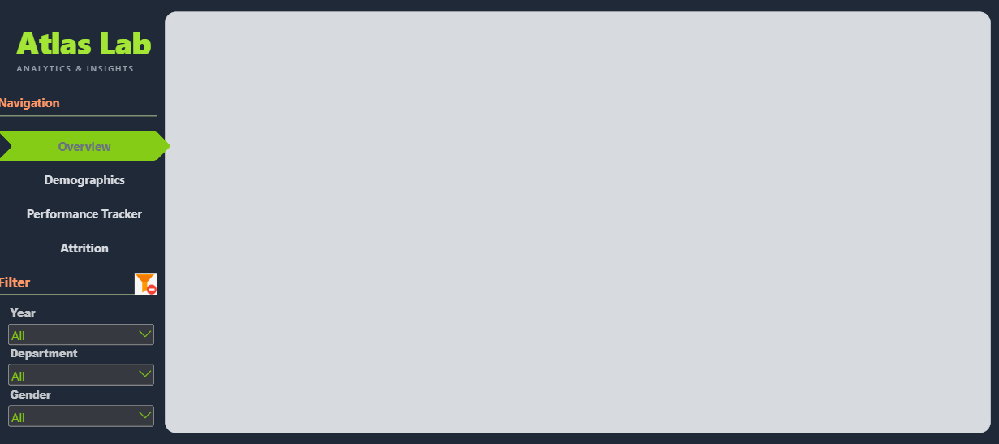 Atlas Lab
ANALYTICS & INSIGHTS
Navigation
Overview
Demographics
Performance Tracker
Attrition
Filter
Year
All
Department
All
Gender
All